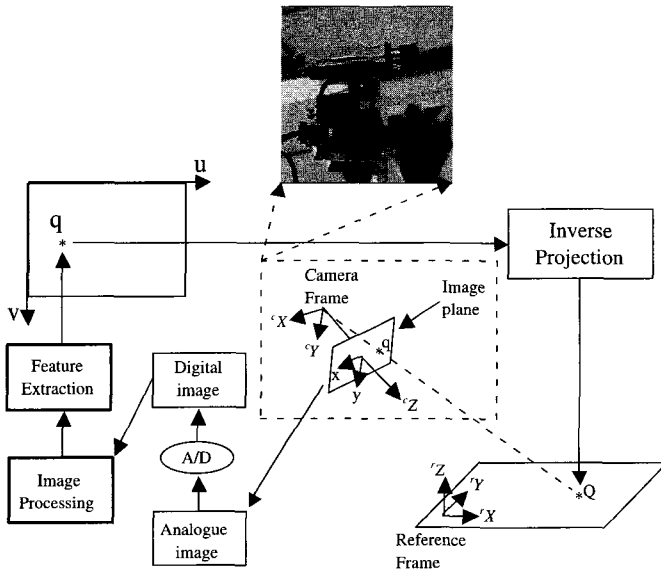 u
q
*
v
Inverse
Projection
Camera
Frame
Image
plane
ᶜX
ᶜY
q
*
x
y
ᶜZ
Feature
Extraction
Digital
image
A/D
Image
Processing
Analogue
image
ʳZ
ʳY
ʳX
*Q
Reference
Frame